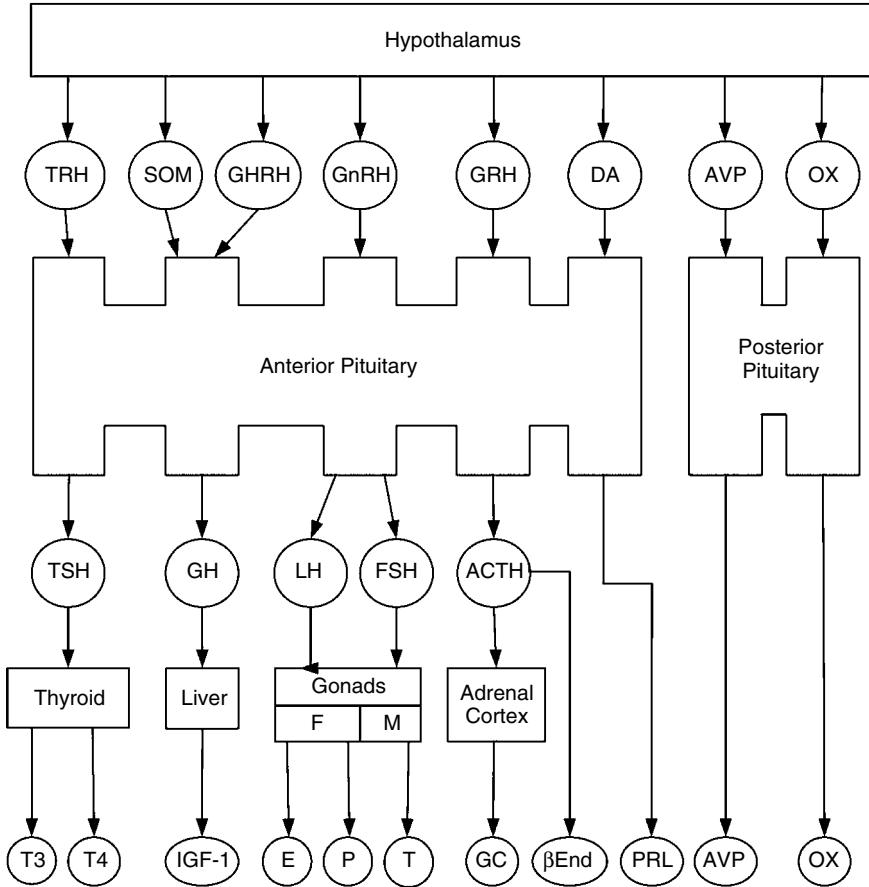 Hypothalamus
TRH SOM GHRH GnRH GRH DA AVP OX
Anterior Pituitary
Posterior
Pituitary
TSH GH LH FSH ACTH
Thyroid Liver Gonads Adrenal
Cortex
F M
T3 T4 IGF-1 E P T GC βEnd PRL AVP OX